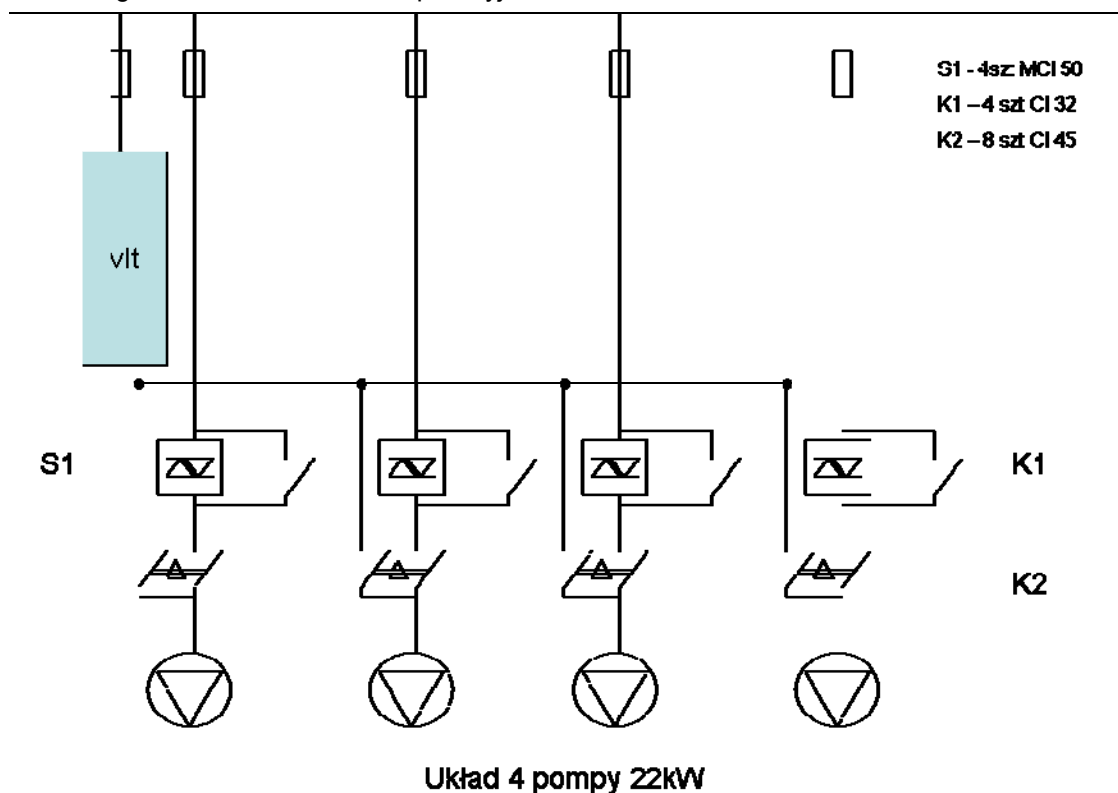 S1 - 4sz MCI 50
K1 – 4 szt CI 32
K2 – 8 szt CI 45
vlt
S1
K1
K2
Układ 4 pompy 22kW